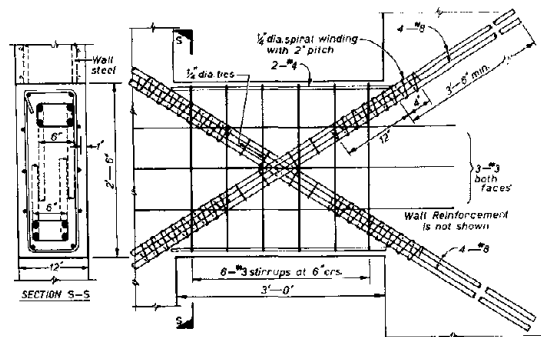 Wall
steel
S
1/4" dia. spiral winding
with 2" pitch
4-#8
2-#4
1/4" dia. ties
3'-6" min.
4"
12"
6"
1"
2'-6"
3-#3
both
faces
6"
Wall Reinforcement
is not shown
4-#8
12"
SECTION S-S
6-#3 stirrups at 6" crs.
3'-0"
S